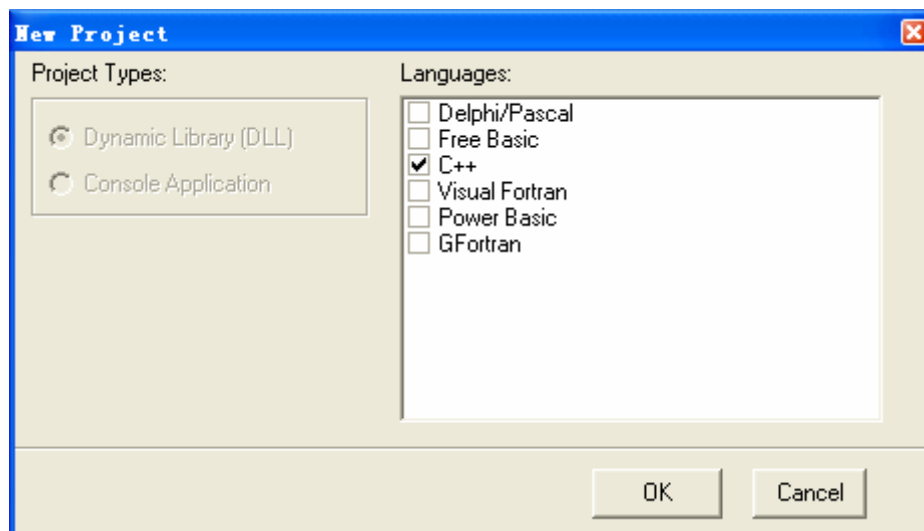 New Project
Project Types:
Dynamic Library (DLL)
Console Application
Languages:
Delphi/Pascal
Free Basic
C++
Visual Fortran
Power Basic
GFortran
OK
Cancel